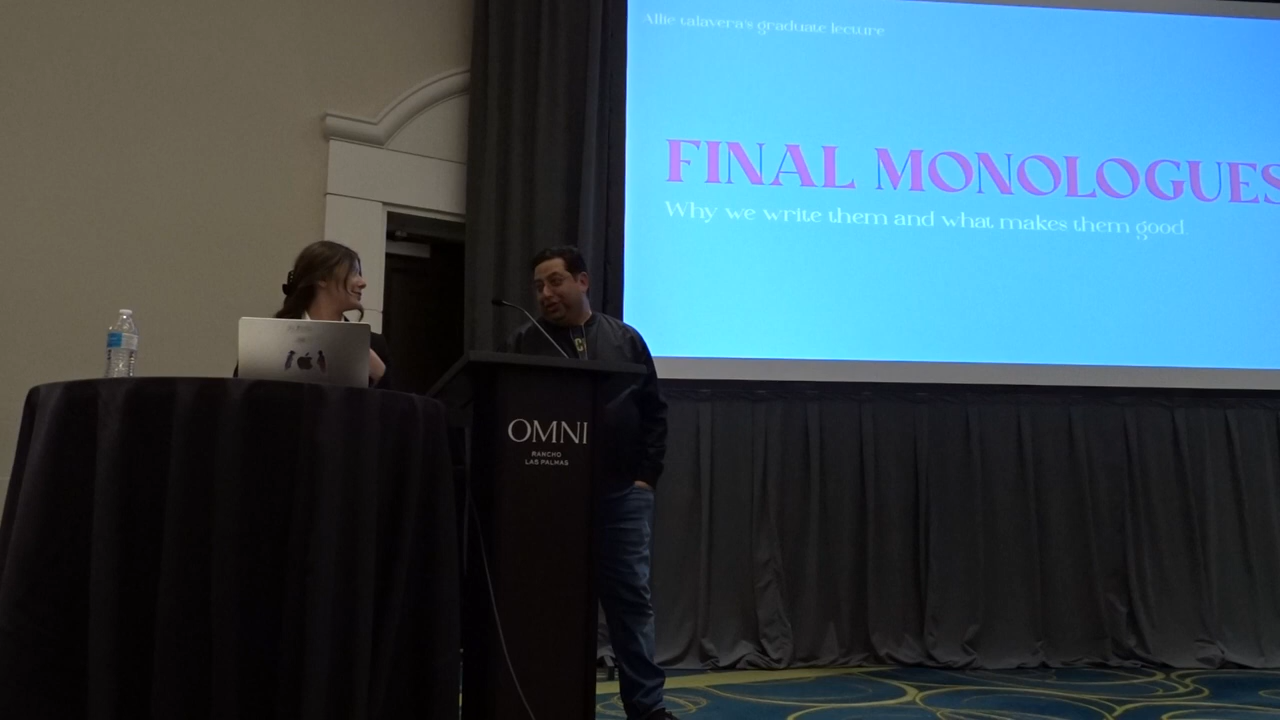 Allie talavera's graduate lecture
FINAL MONOLOGUES
Why we write them and what makes them good
OMNI
RANCHO
LAS PALMAS